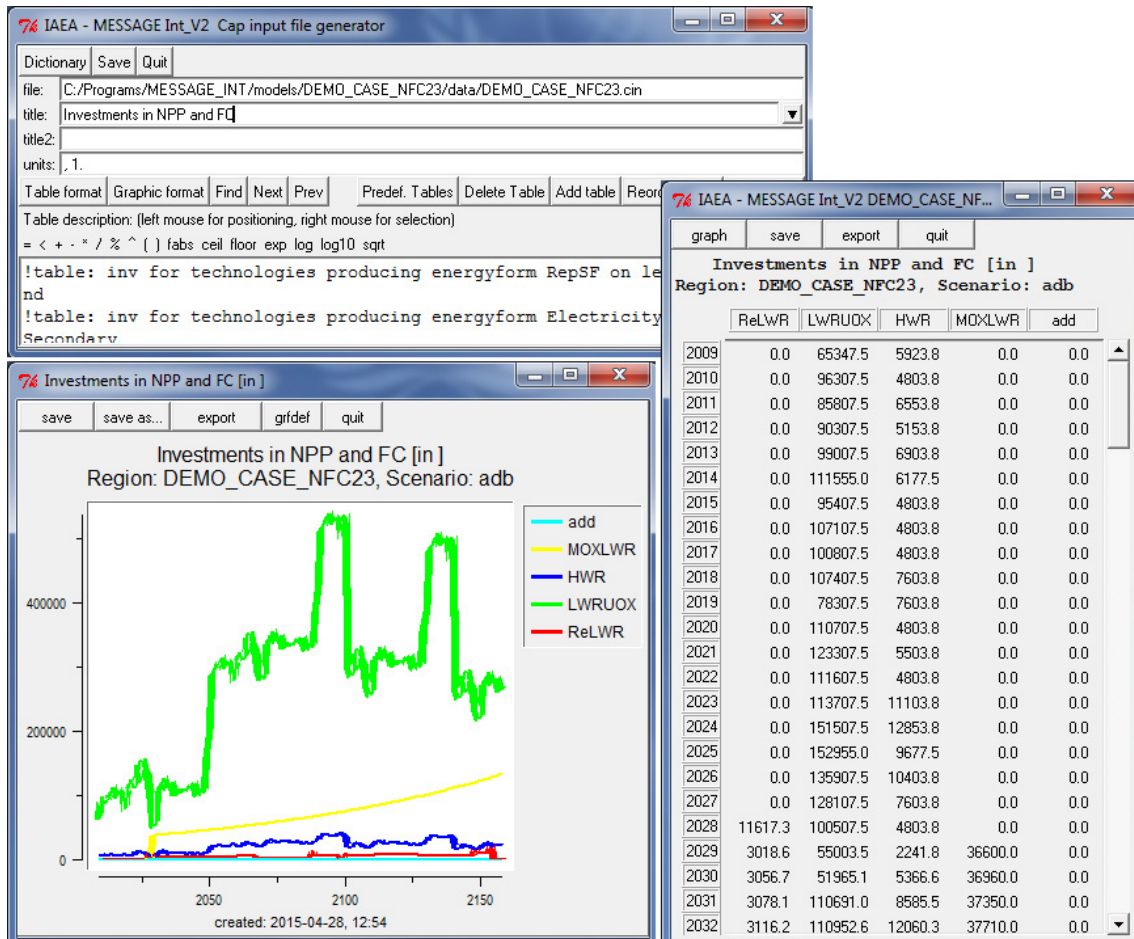 IAEA - MESSAGE Int_V2 Cap input file generator
Dictionary Save Quit
file: C:/Programs/MESSAGE_INT/models/DEMO_CASE_NFC23/data/DEMO_CASE_NFC23.cin
title: Investments in NPP and FC
title2:
units: , 1.
Table format Graphic format Find Next Prev Predef. Tables Delete Table Add table Reor
Table description: (left mouse for positioning, right mouse for selection)
= < + - * / % ^ ( ) fabs ceil floor exp log log10 sqrt
!table: inv for technologies producing energyform RepSF on le
nd
!table: inv for technologies producing energyform Electricity
Secondary
Investments in NPP and FC [in ]
save save as... export grfdef quit
Investments in NPP and FC [in ]
Region: DEMO_CASE_NFC23, Scenario: adb
add
MOXLWR
HWR
LWRUOX
ReLWR
400000
200000
0
2050 2100 2150
created: 2015-04-28, 12:54
IAEA - MESSAGE Int_V2 DEMO_CASE_NF...
graph save export quit
Investments in NPP and FC [in ]
Region: DEMO_CASE_NFC23, Scenario: adb
ReLWR LWRUOX HWR MOXLWR add
2009 0.0 65347.5 5923.8 0.0 0.0
2010 0.0 96307.5 4803.8 0.0 0.0
2011 0.0 85807.5 6553.8 0.0 0.0
2012 0.0 90307.5 5153.8 0.0 0.0
2013 0.0 99007.5 6903.8 0.0 0.0
2014 0.0 111555.0 6177.5 0.0 0.0
2015 0.0 95407.5 4803.8 0.0 0.0
2016 0.0 107107.5 4803.8 0.0 0.0
2017 0.0 100807.5 4803.8 0.0 0.0
2018 0.0 107407.5 7603.8 0.0 0.0
2019 0.0 78307.5 7603.8 0.0 0.0
2020 0.0 110707.5 4803.8 0.0 0.0
2021 0.0 123307.5 5503.8 0.0 0.0
2022 0.0 111607.5 4803.8 0.0 0.0
2023 0.0 113707.5 11103.8 0.0 0.0
2024 0.0 151507.5 12853.8 0.0 0.0
2025 0.0 152955.0 9677.5 0.0 0.0
2026 0.0 135907.5 10403.8 0.0 0.0
2027 0.0 128107.5 7603.8 0.0 0.0
2028 11617.3 100507.5 4803.8 0.0 0.0
2029 3018.6 55003.5 2241.8 36600.0 0.0
2030 3056.7 51965.1 5366.6 36960.0 0.0
2031 3078.1 110691.0 8585.5 37350.0 0.0
2032 3116.2 110952.6 12060.3 37710.0 0.0